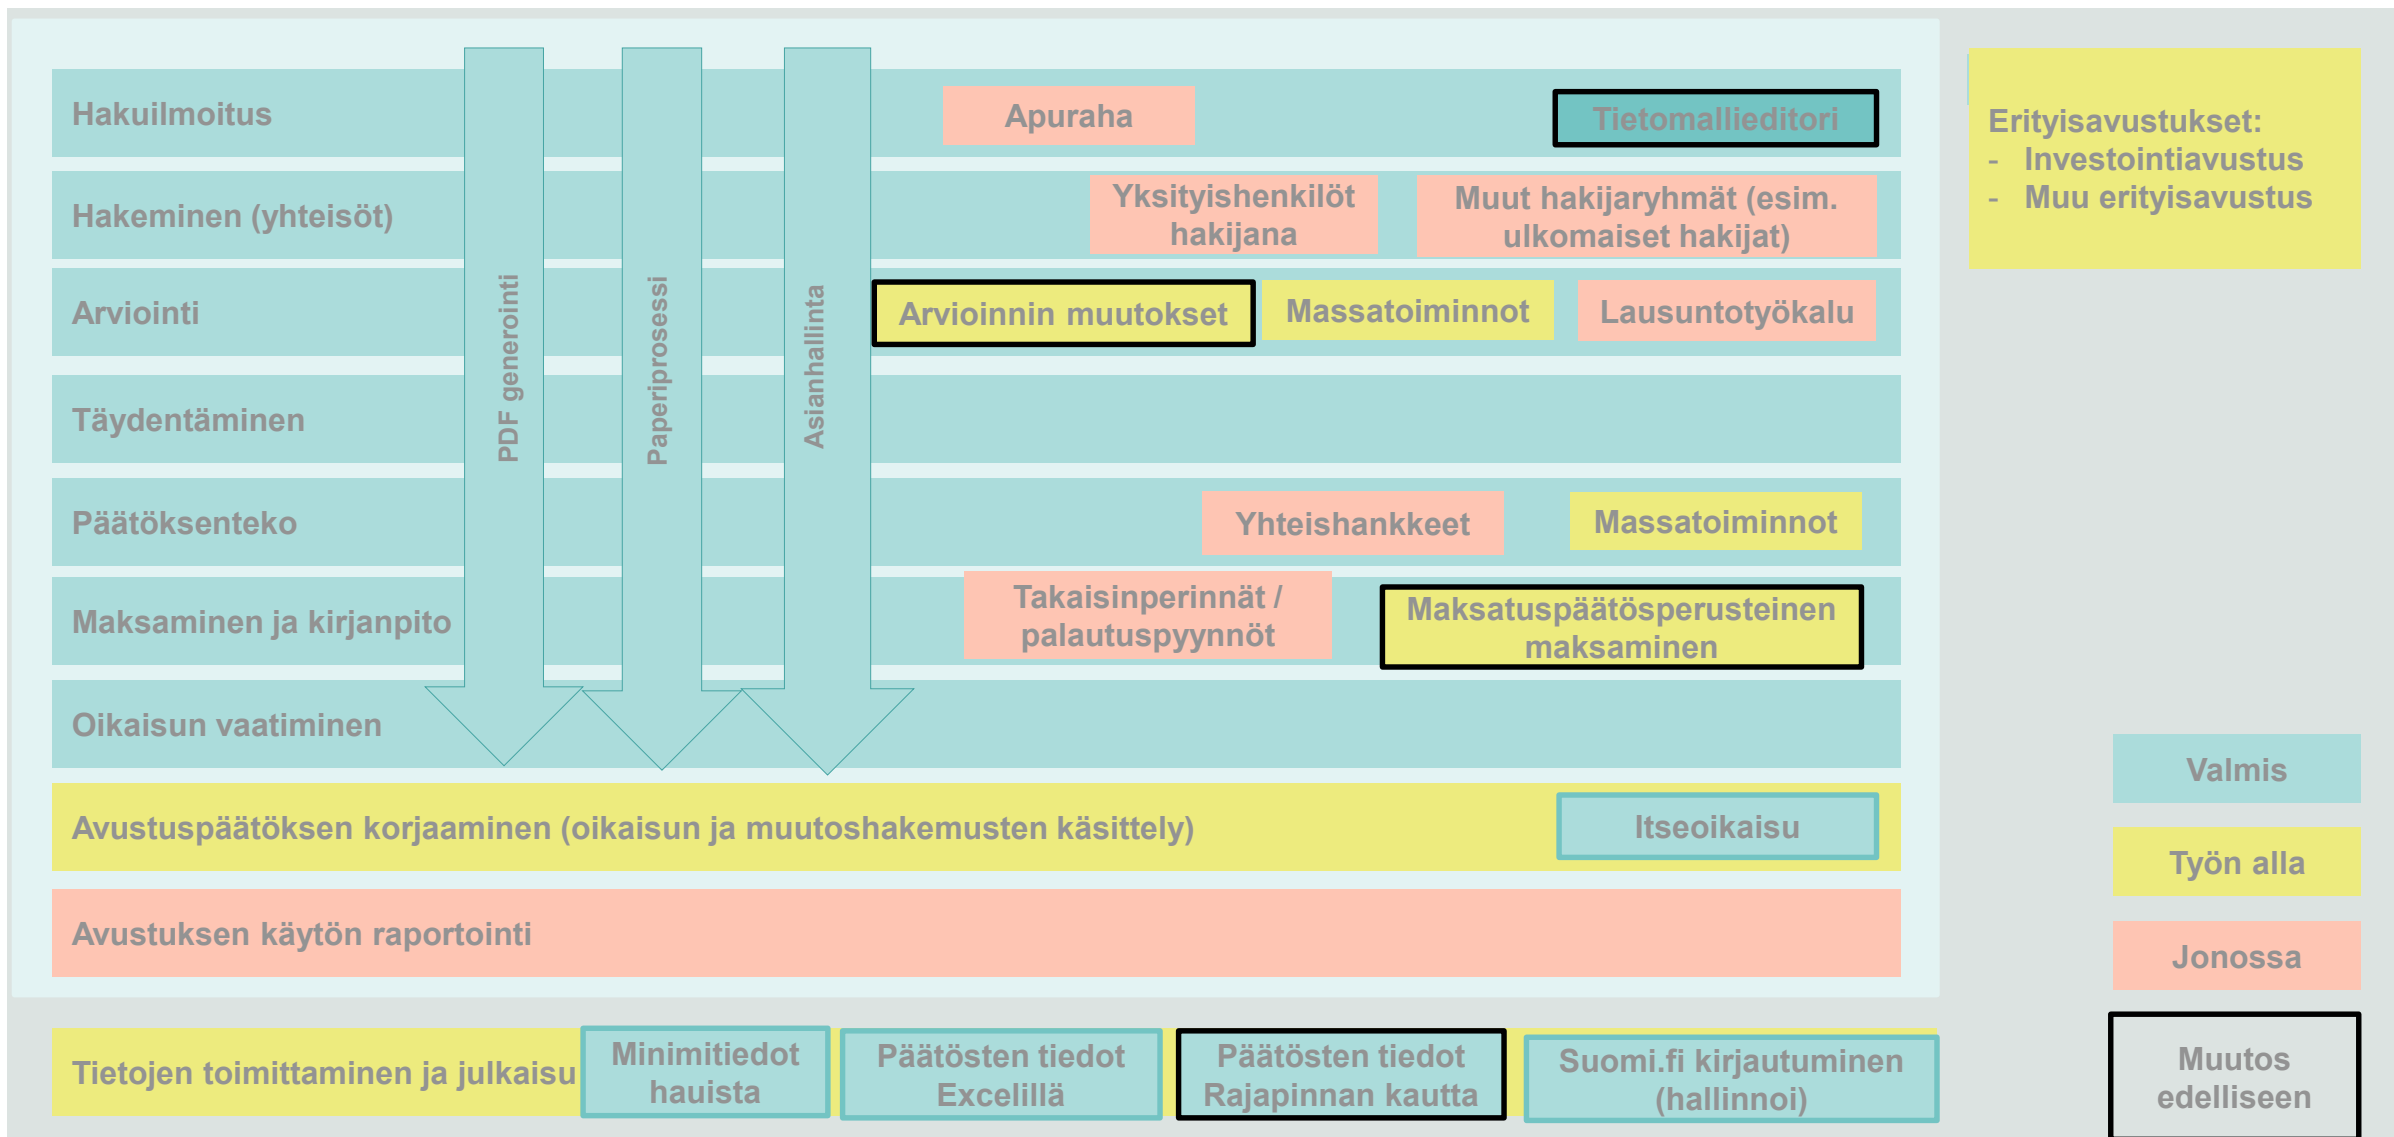 Hakuilmoitus
Apuraha
Tietomallieditori
Hakeminen (yhteisöt)
Yksityishenkilöt
hakijana
Muut hakijaryhmät (esim.
ulkomaiset hakijat)
Arviointi
Arvioinnin muutokset
Massatoiminnot
Lausuntotyökalu
Täydentäminen
Päätöksenteko
Yhteishankkeet
Massatoiminnot
Maksaminen ja kirjanpito
Takaisinperinnät /
palautuspyynnöt
Maksatuspäätösperusteinen
maksaminen
Oikaisun vaatiminen
PDF generointi
Paperiprosessi
Asianhallinta
Avustuspäätöksen korjaaminen (oikaisun ja muutoshakemusten käsittely)
Itseoikaisu
Avustuksen käytön raportointi
Tietojen toimittaminen ja julkaisu
Minimitiedot
hauista
Päätösten tiedot
Excelillä
Päätösten tiedot
Rajapinnan kautta
Suomi.fi kirjautuminen
(hallinnoi)
Erityisavustukset:
- Investointiavustus
- Muu erityisavustus
Valmis
Työn alla
Jonossa
Muutos
edelliseen